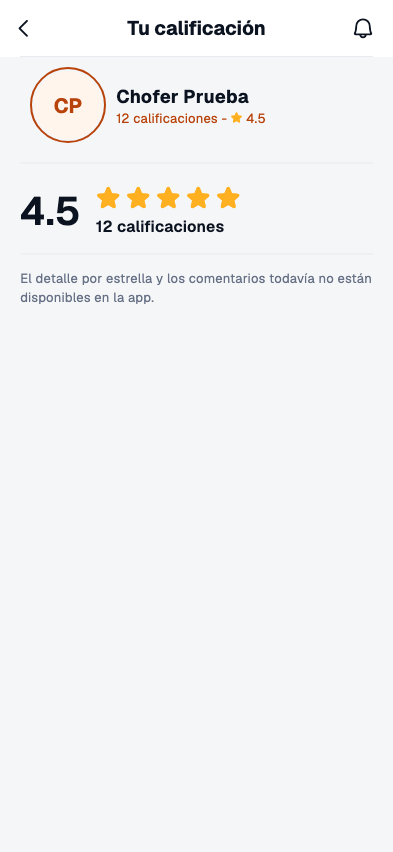 Tu calificación
CP
Chofer Prueba
12 calificaciones - 4.5
4.5
12 calificaciones
El detalle por estrella y los comentarios todavía no están
disponibles en la app.